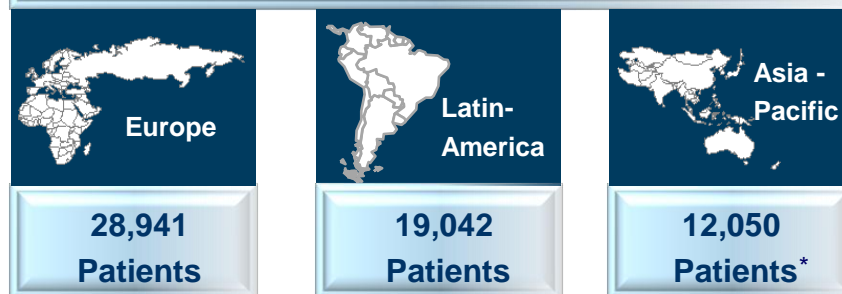 Europe
28,941
Patients
Latin-
America
19,042
Patients
Asia -
Pacific
12,050
Patients*